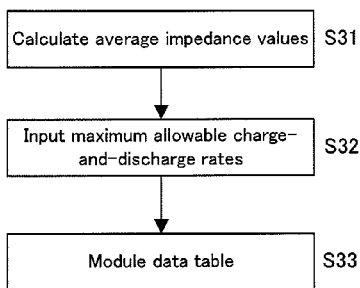 Calculate average impedance values S31
Input maximum allowable charge-
and-discharge rates S32
Module data table S33